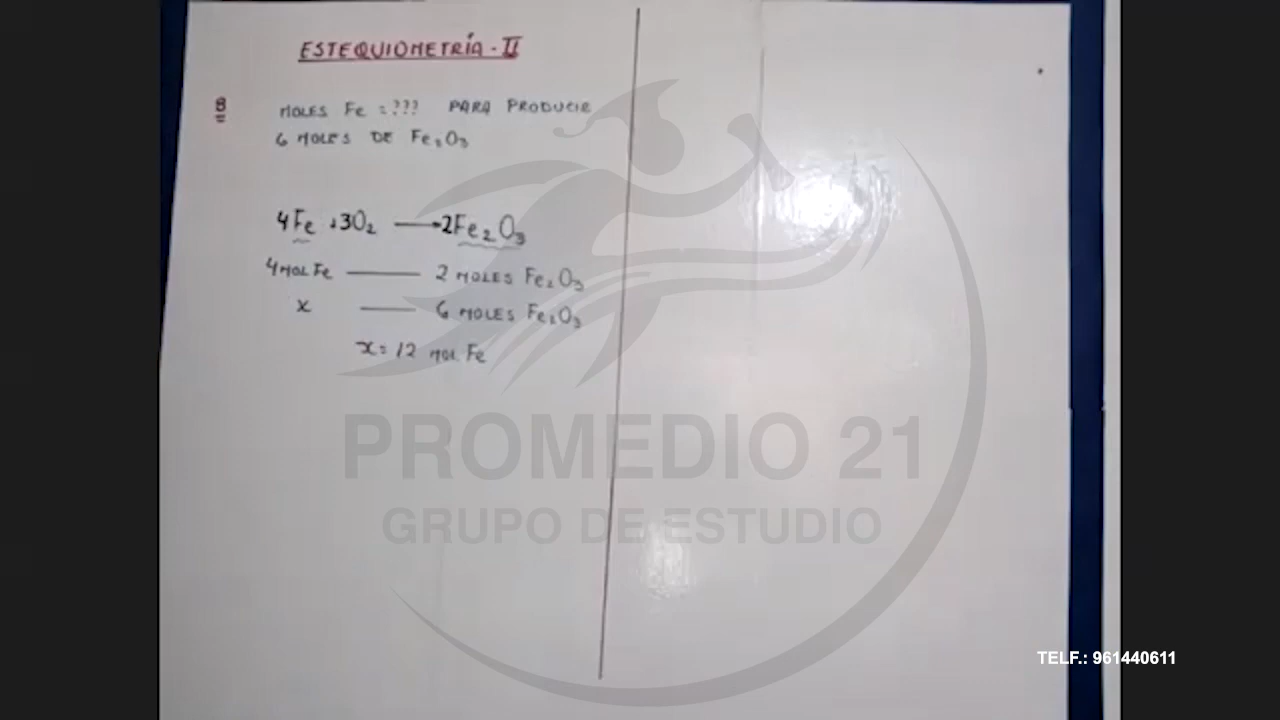 ESTEQUIOMETRÍA - II
8 MOLES Fe = ??? PARA PRODUCIR
6 MOLES DE Fe₂O₃
4Fe + 3O₂ ⟶ 2Fe₂O₃
4 MOL Fe —— 2 MOLES Fe₂O₃
x —— 6 MOLES Fe₂O₃
x = 12 MOL Fe
PROMEDIO 21
GRUPO DE ESTUDIO
TELF.: 961440611